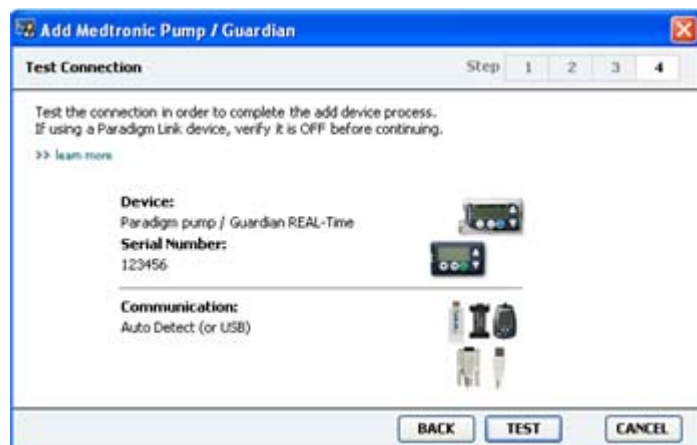 Add Medtronic Pump / Guardian
Test Connection
Step 1 2 3 4
Test the connection in order to complete the add device process.
If using a Paradigm Link device, verify it is OFF before continuing.
>> learn more
Device:
Paradigm pump / Guardian REAL-Time
Serial Number:
123456
Communication:
Auto Detect (or USB)
BACK TEST CANCEL